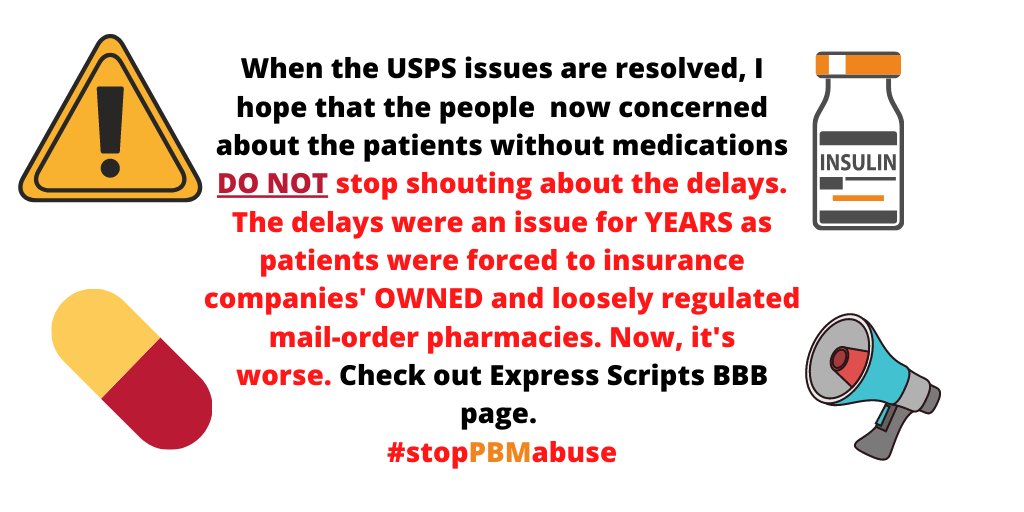 When the USPS issues are resolved, I
hope that the people  now concerned
about the patients without medications
DO NOT stop shouting about the delays.
The delays were an issue for YEARS as
patients were forced to insurance
companies' OWNED and loosely regulated
mail-order pharmacies. Now, it's
worse. Check out Express Scripts BBB
page.
#stopPBMabuse
INSULIN